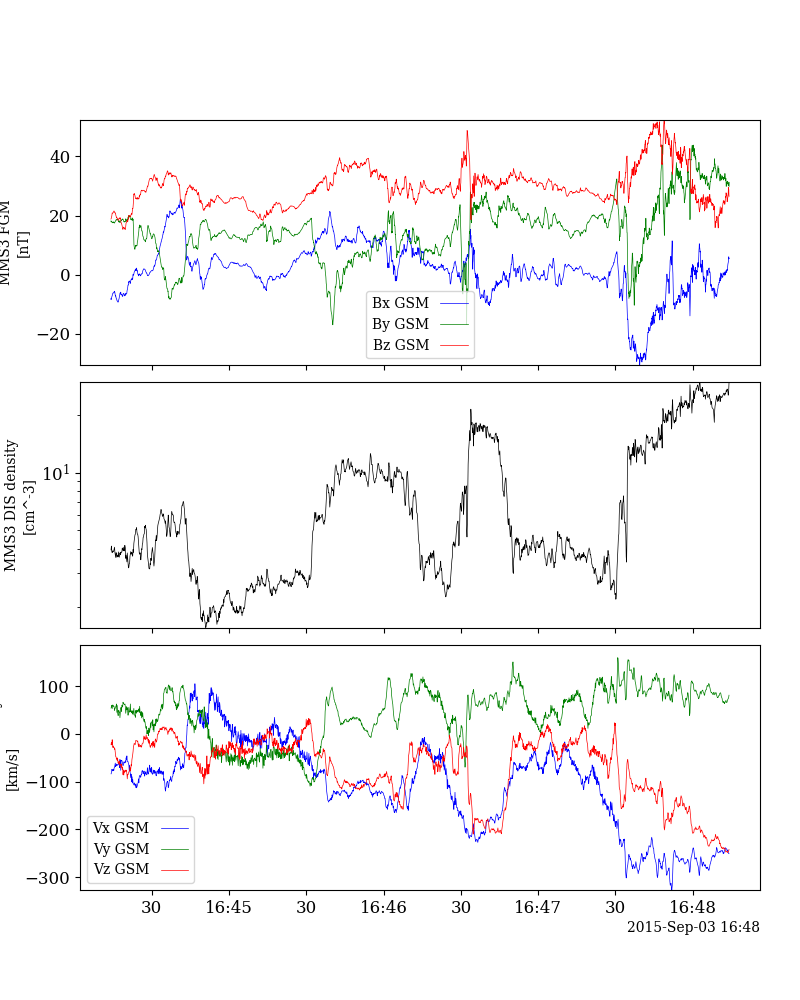 40
20
0
−20
MMS3 FGM
[nT]
Bx GSM
By GSM
Bz GSM
10^1
MMS3 DIS density
[cm^-3]
100
0
−100
−200
−300
[km/s]
Vx GSM
Vy GSM
Vz GSM
30 16:45 30 16:46 30 16:47 30 16:48
2015-Sep-03 16:48